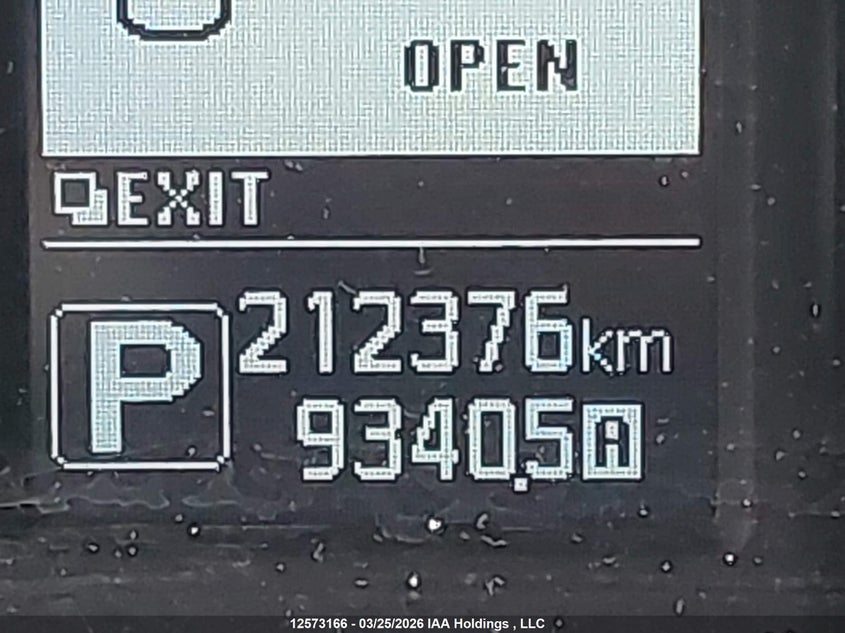 OPEN
EXIT
P
212376km
9340.5A
12573166 - 03/25/2026 IAA Holdings , LLC